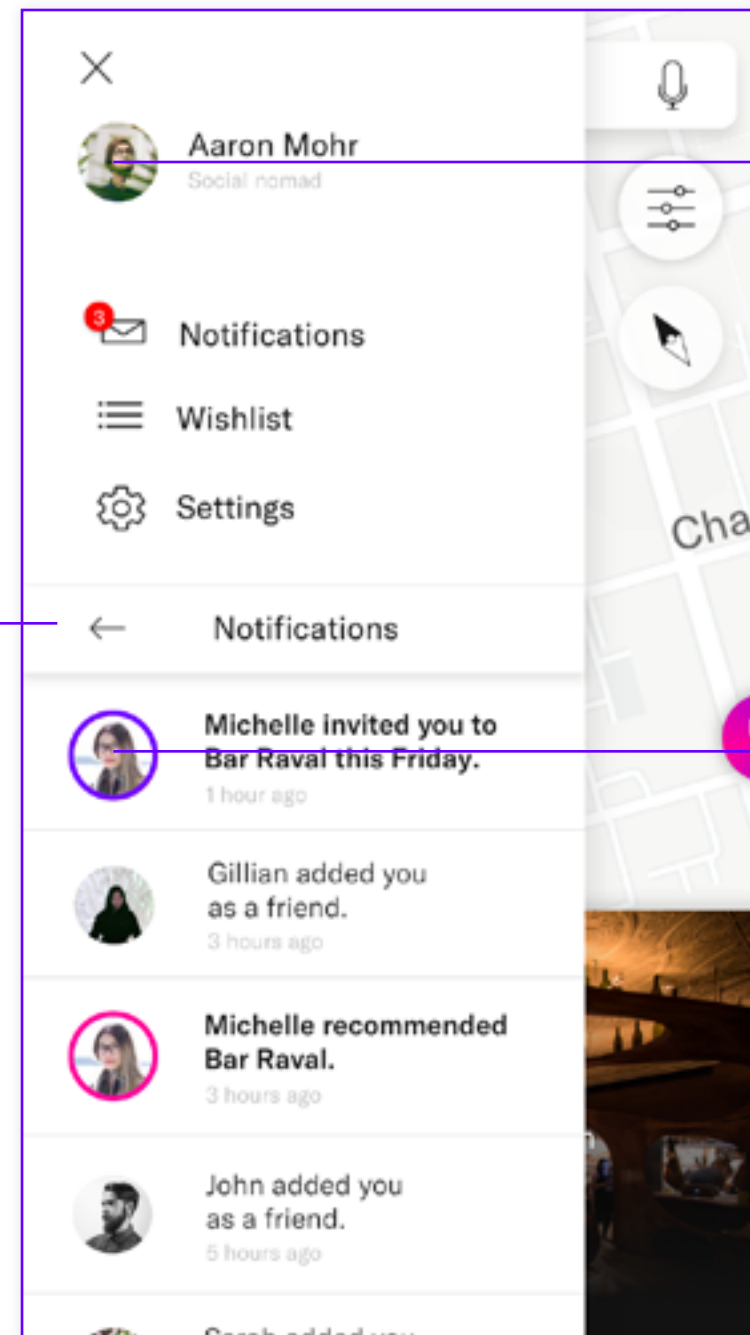 Aaron Mohr
Social nomad
3
Notifications
Wishlist
Settings
Cha
Notifications
Michelle invited you to
Bar Raval this Friday.
1 hour ago
Gillian added you
as a friend.
3 hours ago
Michelle recommended
Bar Raval.
3 hours ago
John added you
as a friend.
5 hours ago